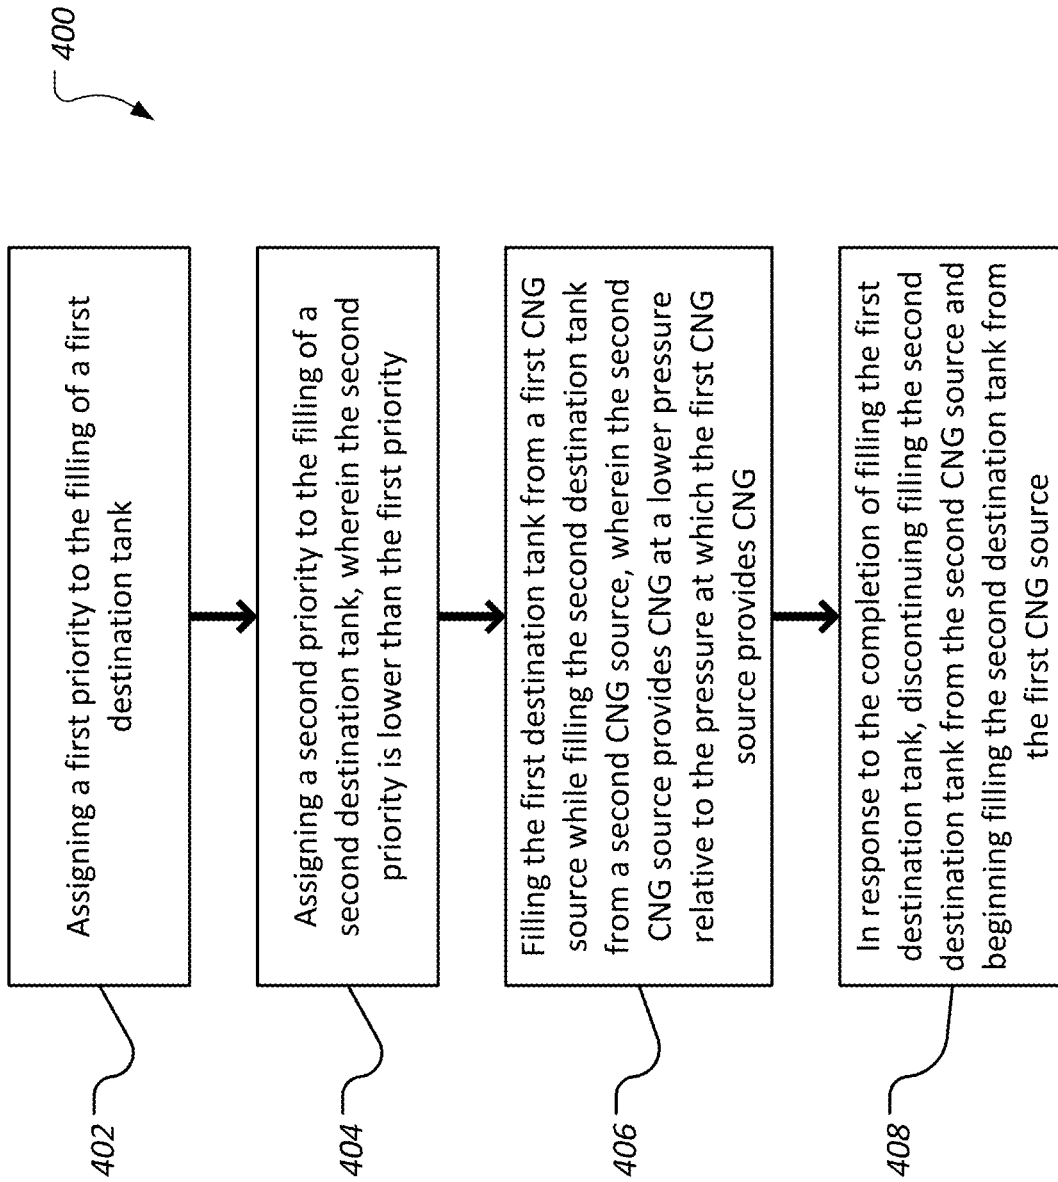 400
402
Assigning a first priority to the filling of a first
destination tank
404
Assigning a second priority to the filling of a
second destination tank, wherein the second
priority is lower than the first priority
406
Filling the first destination tank from a first CNG
source while filling the second destination tank
from a second CNG source, wherein the second
CNG source provides CNG at a lower pressure
relative to the pressure at which the first CNG
source provides CNG
408
In response to the completion of filling the first
destination tank, discontinuing filling the second
destination tank from the second CNG source and
beginning filling the second destination tank from
the first CNG source